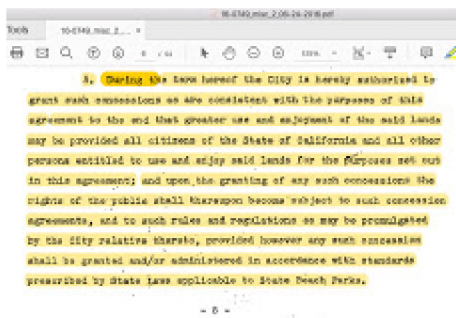 16-0749_misc_2_06-24-2016.pdf
Tools
16-0749_misc_2_...
3. During the term hereof the City is hereby authorized to
grant such concessions as are consistent with the purposes of this
agreement to the end that greater use and enjoyment of the said lands
may be provided all citizens of the State of California and all other
persons entitled to use and enjoy said lands for the purposes set out
in this agreement; and upon the granting of any such concessions the
rights of the public shall thereupon become subject to such concession
agreements, and to such rules and regulations as may be promulgated
by the City relative thereto, provided however any such concession
shall be granted and/or administered in accordance with standards
prescribed by State laws applicable to State Beach Parks.